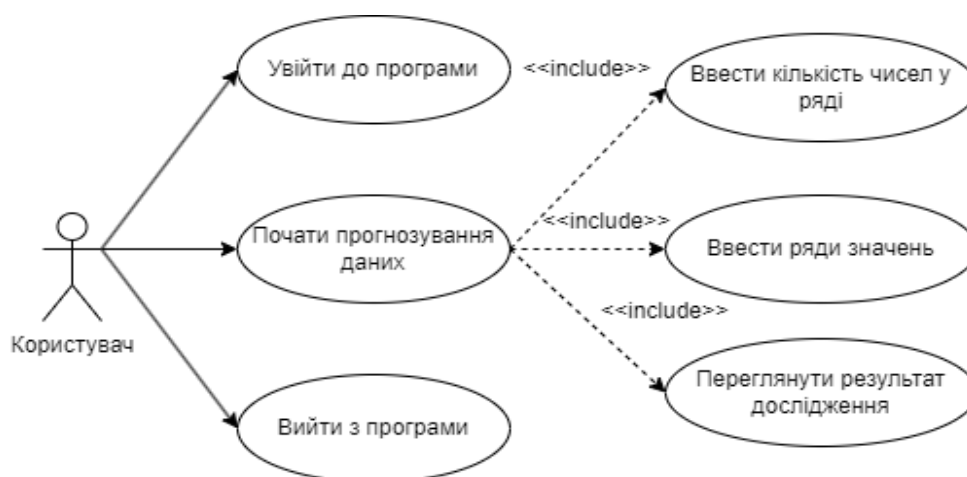 Увійти до програми
<<include>>
Ввести кількість чисел у
ряді
Почати прогнозування
даних
<<include>>
Ввести ряди значень
<<include>>
Користувач
Вийти з програми
Переглянути результат
дослідження